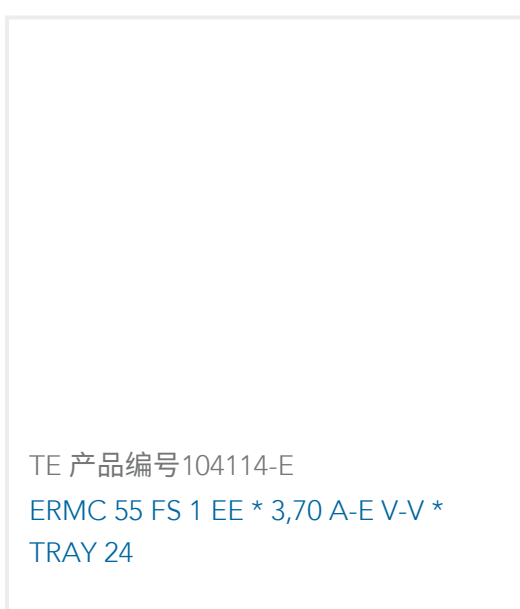 TE 产品编号104114-E
ERMC 55 FS 1 EE * 3,70 A-E V-V *
TRAY 24